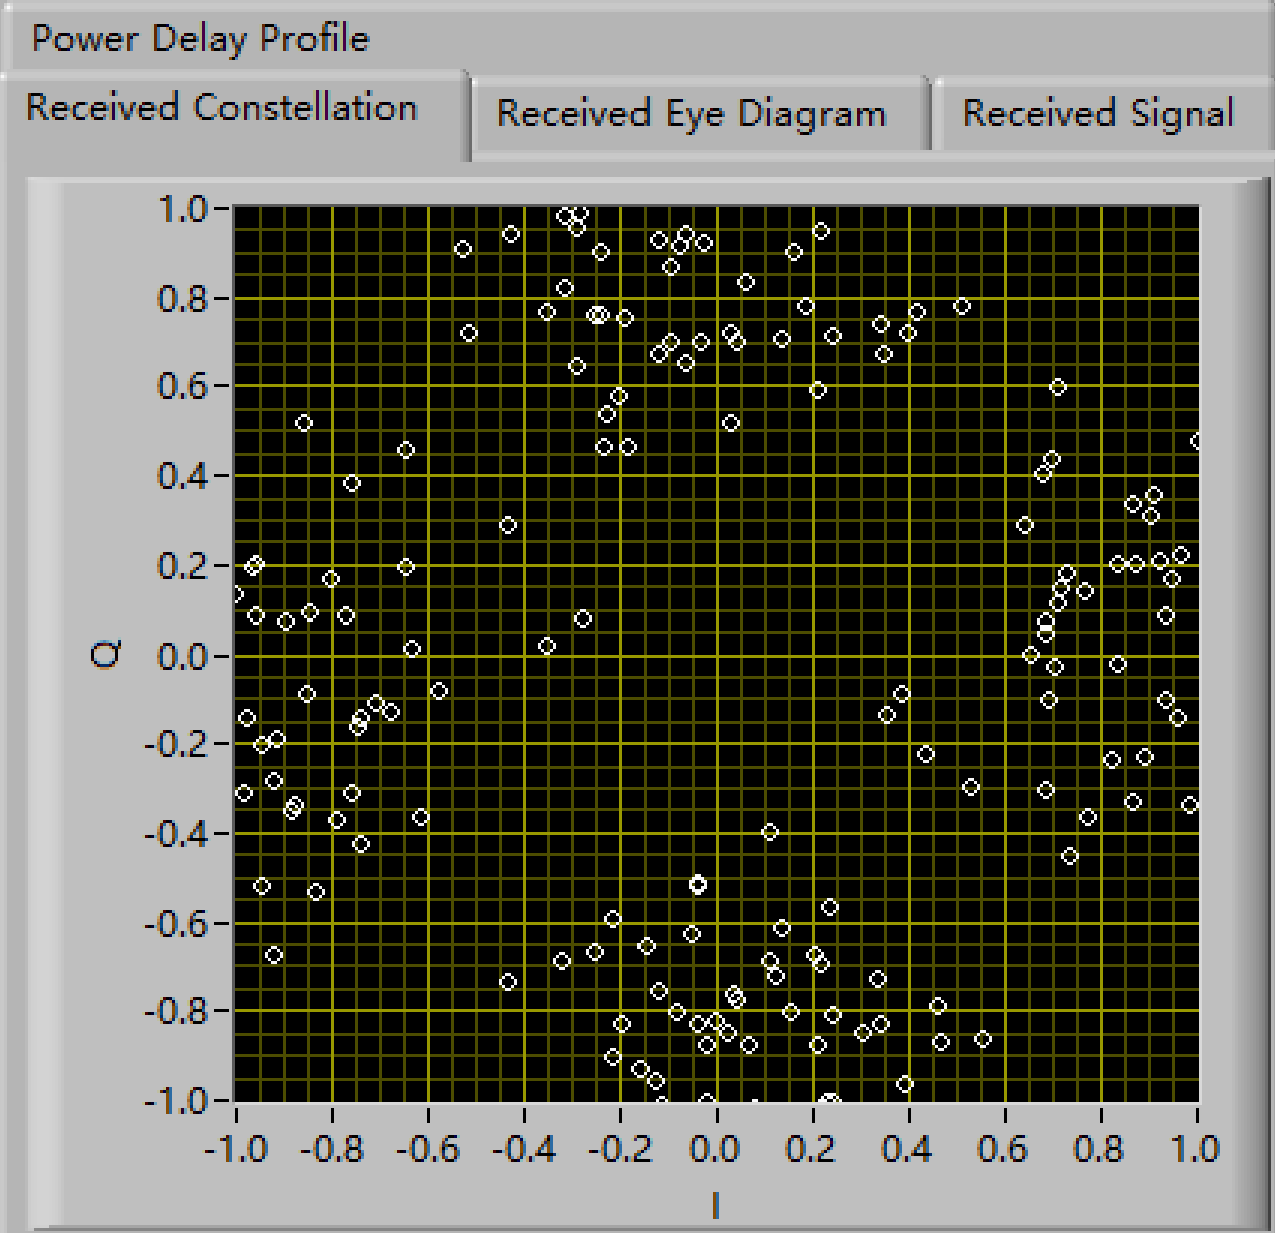 Power Delay Profile
Received Constellation
Received Eye Diagram
Received Signal
1.0
0.8
0.6
0.4
0.2
0.0
-0.2
-0.4
-0.6
-0.8
-1.0
Q
-1.0 -0.8 -0.6 -0.4 -0.2 0.0 0.2 0.4 0.6 0.8 1.0
I